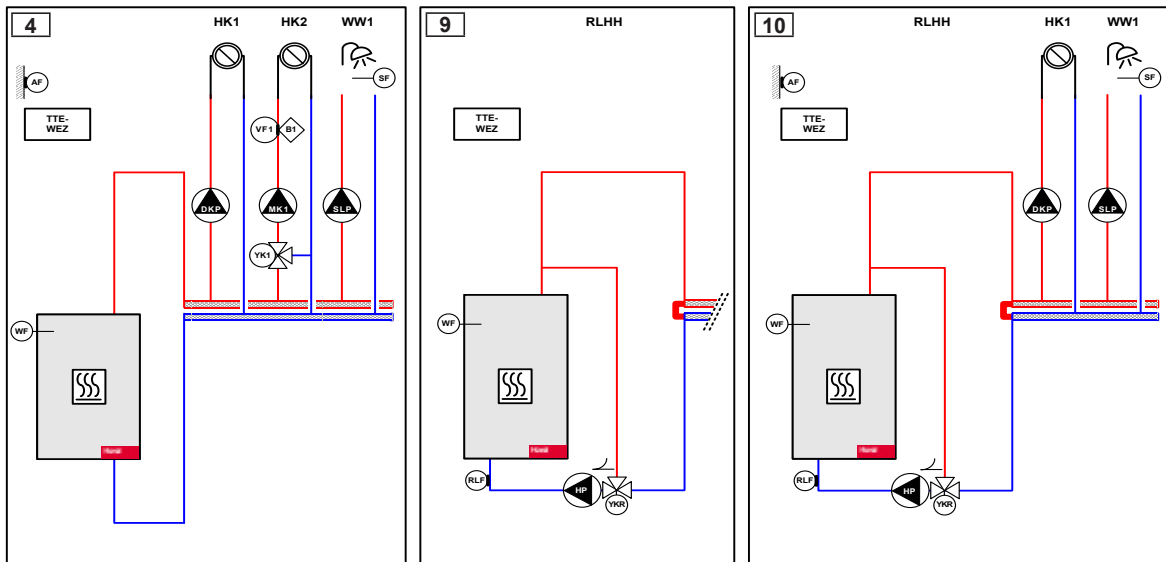 4
HK1
HK2
WW1
AF
SF
TTE-
WEZ
VF1
B1
DKP
MK1
SLP
YK1
WF
9
RLHH
TTE-
WEZ
WF
RLF
HP
YKR
10
RLHH
HK1
WW1
AF
SF
TTE-
WEZ
DKP
SLP
WF
RLF
HP
YKR